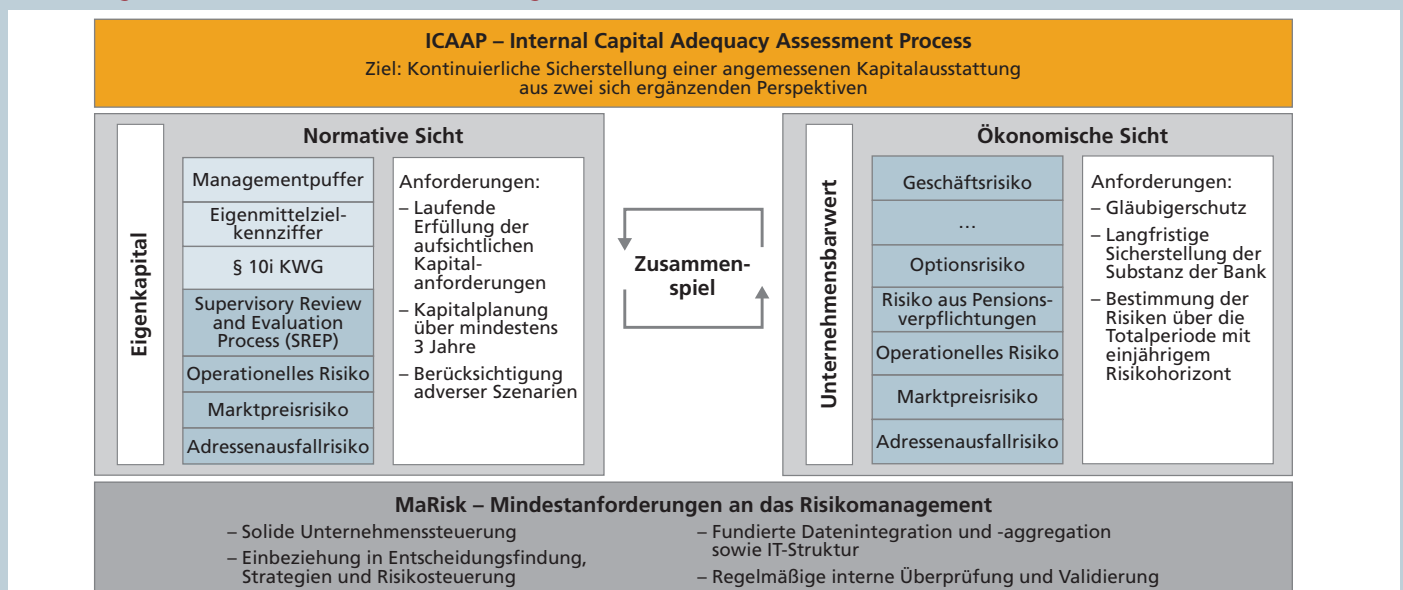 ICAAP – Internal Capital Adequacy Assessment Process
Ziel: Kontinuierliche Sicherstellung einer angemessenen Kapitalausstattung
aus zwei sich ergänzenden Perspektiven
Normative Sicht
Eigenkapital
Managementpuffer
Eigenmittelziel-
kennziffer
§ 10i KWG
Supervisory Review
and Evaluation
Process (SREP)
Operationelles Risiko
Marktpreisrisiko
Adressenausfallrisiko
Anforderungen:
– Laufende
Erfüllung der
aufsichtlichen
Kapital-
anforderungen
– Kapitalplanung
über mindestens
3 Jahre
– Berücksichtigung
adverser Szenarien
Zusammen-
spiel
Ökonomische Sicht
Unternehmensbarwert
Geschäftsrisiko
...
Optionsrisiko
Risiko aus Pensions-
verpflichtungen
Operationelles Risiko
Marktpreisrisiko
Adressenausfallrisiko
Anforderungen:
– Gläubigerschutz
– Langfristige
Sicherstellung der
Substanz der Bank
– Bestimmung der
Risiken über die
Totalperiode mit
einjährigem
Risikohorizont
MaRisk – Mindestanforderungen an das Risikomanagement
– Solide Unternehmenssteuerung
– Einbeziehung in Entscheidungsfindung,
Strategien und Risikosteuerung
– Fundierte Datenintegration und -aggregation
sowie IT-Struktur
– Regelmäßige interne Überprüfung und Validierung